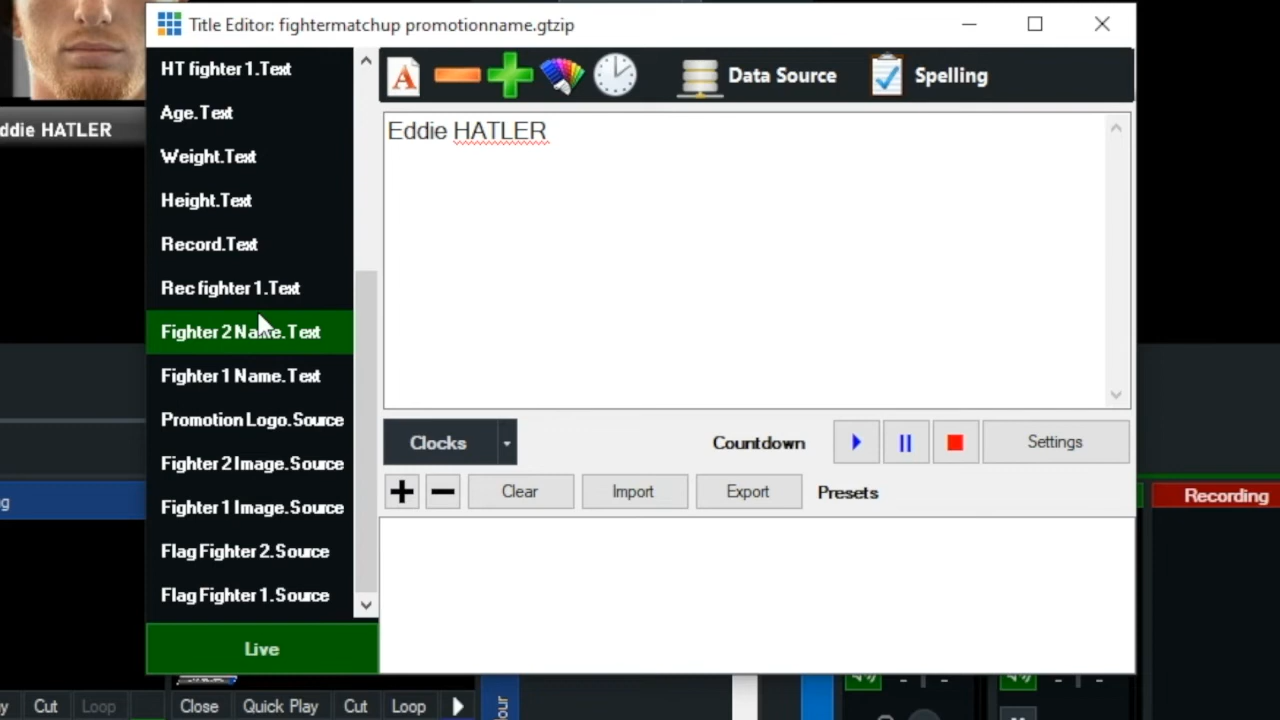 Title Editor: fightermatchup promotionname.gtzip
HT fighter 1.Text
Age.Text
Weight.Text
Height.Text
Record.Text
Rec fighter 1.Text
Fighter 2 Name.Text
Fighter 1 Name.Text
Promotion Logo.Source
Fighter 2 Image.Source
Fighter 1 Image.Source
Flag Fighter 2.Source
Flag Fighter 1.Source
Live
Data Source
Spelling
Eddie HATLER
Clocks
Countdown
Settings
Clear
Import
Export
Presets
ddie HATLER
g
Recording
y
Cut
Loop
Close
Quick Play
Cut
Loop
our